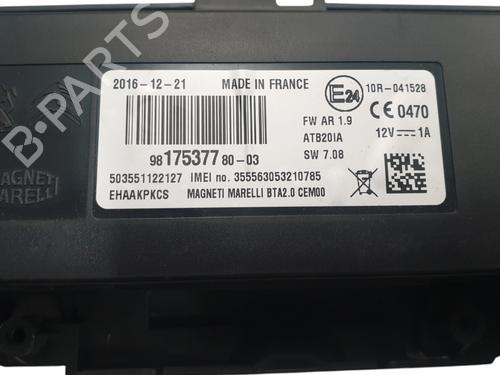 2016-12-21 MADE IN FRANCE
E24 10R-041528
FW AR 1.9 CE 0470
ATB20IA 12V ⎓ 1A
98 175377 80-03 SW 7.08
503551122127 IMEI no. 355563053210785
EHAAKPKCS MAGNETI MARELLI BTA2.0 CEM00
MAGNETI
MARELLI
B-PARTS